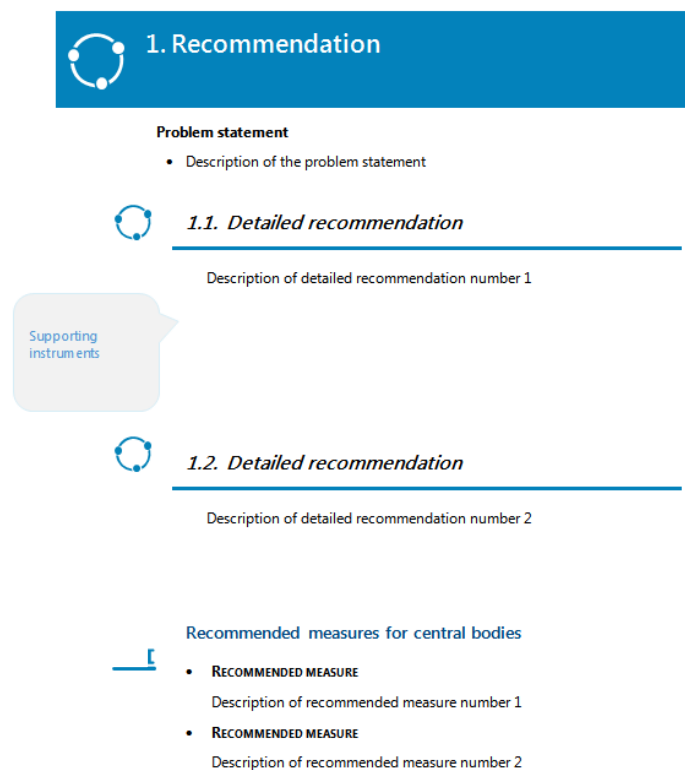 1. Recommendation
Problem statement
• Description of the problem statement
1.1. Detailed recommendation
Description of detailed recommendation number 1
Supporting
instruments
1.2. Detailed recommendation
Description of detailed recommendation number 2
Recommended measures for central bodies
• RECOMMENDED MEASURE
Description of recommended measure number 1
• RECOMMENDED MEASURE
Description of recommended measure number 2